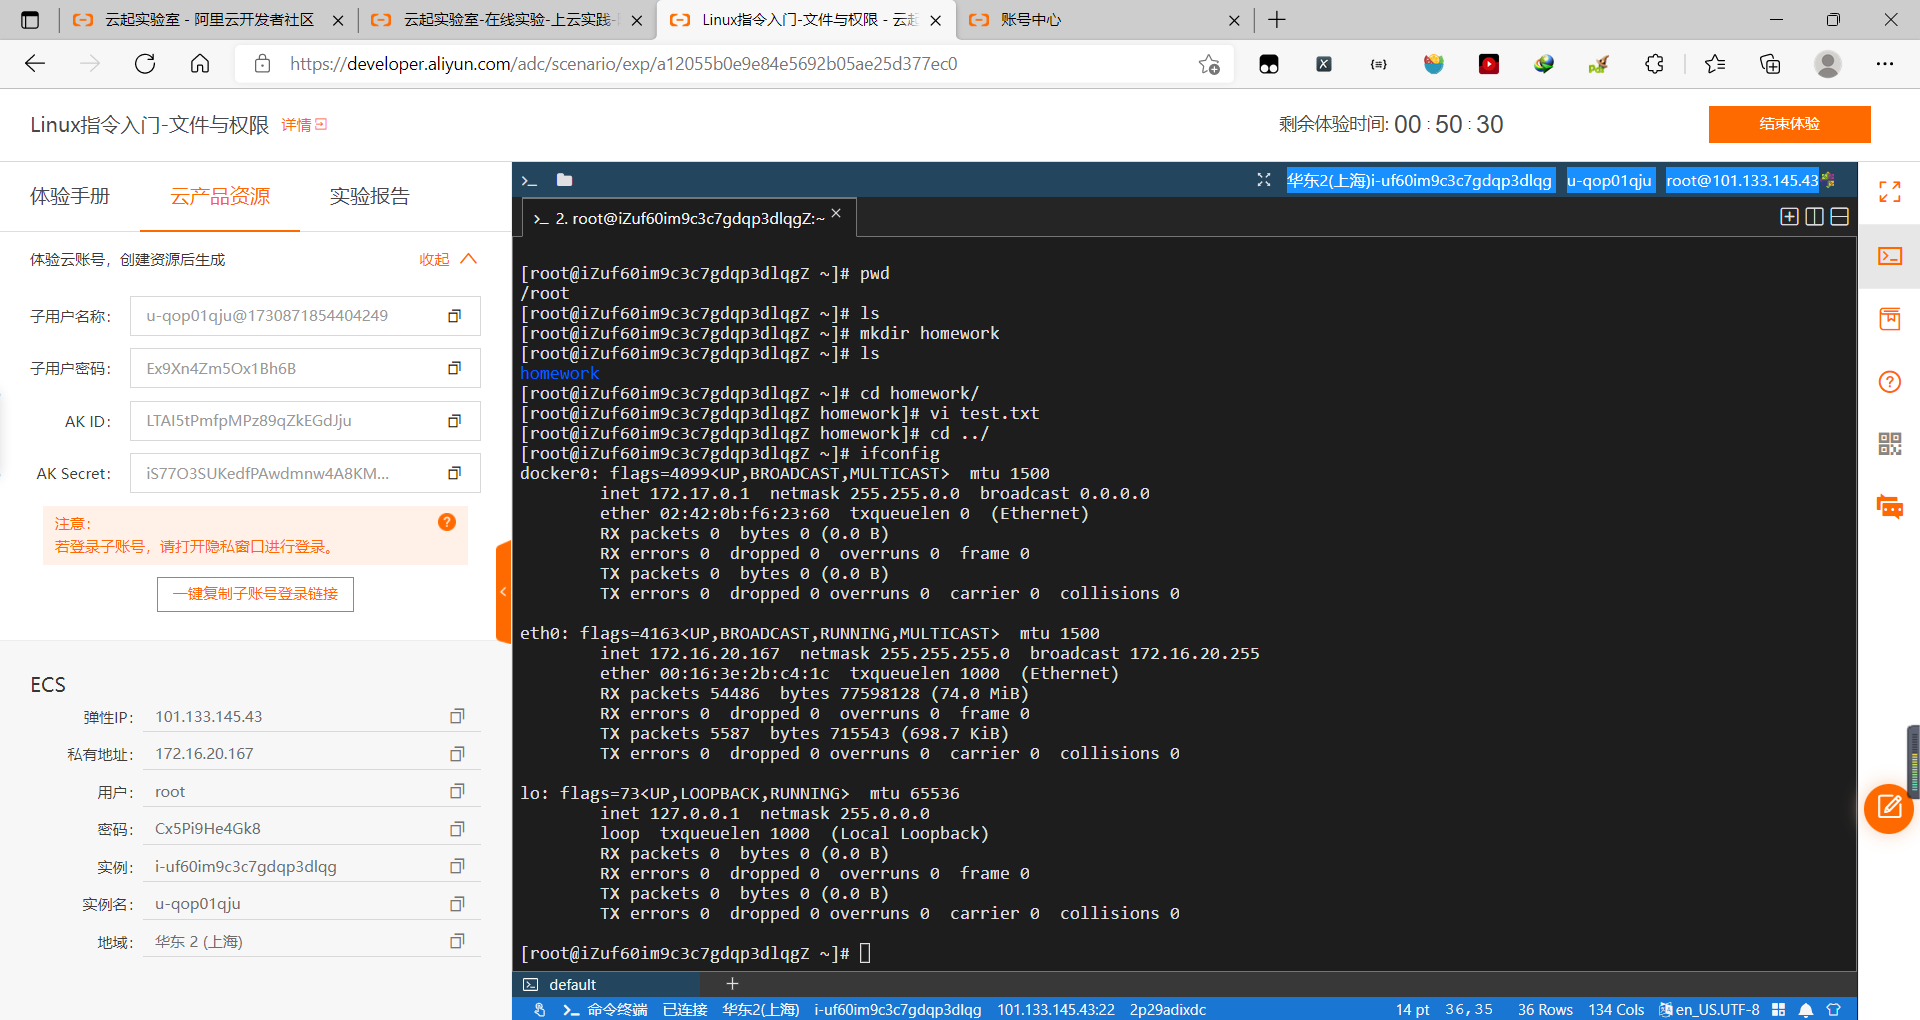 云起实验室 - 阿里云开发者社区
云起实验室-在线实验-上云实践-
Linux指令入门-文件与权限 - 云起
账号中心
https://developer.aliyun.com/adc/scenario/exp/a12055b0e9e84e5692b05ae25d377ec0
Linux指令入门-文件与权限 详情
剩余体验时间: 00 : 50 : 30
结束体验
体验手册
云产品资源
实验报告
体验云账号，创建资源后生成
收起
子用户名称: u-qop01qju@1730871854404249
子用户密码: Ex9Xn4Zm5Ox1Bh6B
AK ID: LTAI5tPmfpMPz89qZkEGdJju
AK Secret: iS77O3SUKedfPAwdmnw4A8KM...
注意:
若登录子账号，请打开隐私窗口进行登录。
一键复制子账号登录链接
ECS
弹性IP: 101.133.145.43
私有地址: 172.16.20.167
用户: root
密码: Cx5Pi9He4Gk8
实例: i-uf60im9c3c7gdqp3dlqg
实例名: u-qop01qju
地域: 华东 2 (上海)
华东2(上海)i-uf60im9c3c7gdqp3dlqg u-qop01qju root@101.133.145.43
>_ 2. root@iZuf60im9c3c7gdqp3dlqgZ:~
[root@iZuf60im9c3c7gdqp3dlqgZ ~]# pwd
/root
[root@iZuf60im9c3c7gdqp3dlqgZ ~]# ls
[root@iZuf60im9c3c7gdqp3dlqgZ ~]# mkdir homework
[root@iZuf60im9c3c7gdqp3dlqgZ ~]# ls
homework
[root@iZuf60im9c3c7gdqp3dlqgZ ~]# cd homework/
[root@iZuf60im9c3c7gdqp3dlqgZ homework]# vi test.txt
[root@iZuf60im9c3c7gdqp3dlqgZ homework]# cd ../
[root@iZuf60im9c3c7gdqp3dlqgZ ~]# ifconfig
docker0: flags=4099<UP,BROADCAST,MULTICAST>  mtu 1500
        inet 172.17.0.1  netmask 255.255.0.0  broadcast 0.0.0.0
        ether 02:42:0b:f6:23:60  txqueuelen 0  (Ethernet)
        RX packets 0  bytes 0 (0.0 B)
        RX errors 0  dropped 0  overruns 0  frame 0
        TX packets 0  bytes 0 (0.0 B)
        TX errors 0  dropped 0 overruns 0  carrier 0  collisions 0
eth0: flags=4163<UP,BROADCAST,RUNNING,MULTICAST>  mtu 1500
        inet 172.16.20.167  netmask 255.255.255.0  broadcast 172.16.20.255
        ether 00:16:3e:2b:c4:1c  txqueuelen 1000  (Ethernet)
        RX packets 54486  bytes 77598128 (74.0 MiB)
        RX errors 0  dropped 0  overruns 0  frame 0
        TX packets 5587  bytes 715543 (698.7 KiB)
        TX errors 0  dropped 0 overruns 0  carrier 0  collisions 0
lo: flags=73<UP,LOOPBACK,RUNNING>  mtu 65536
        inet 127.0.0.1  netmask 255.0.0.0
        loop  txqueuelen 1000  (Local Loopback)
        RX packets 0  bytes 0 (0.0 B)
        RX errors 0  dropped 0  overruns 0  frame 0
        TX packets 0  bytes 0 (0.0 B)
        TX errors 0  dropped 0 overruns 0  carrier 0  collisions 0
[root@iZuf60im9c3c7gdqp3dlqgZ ~]#
default
命令终端 已连接 华东2(上海) i-uf60im9c3c7gdqp3dlqg 101.133.145.43:22 2p29adixdc 14 pt 36,35 36 Rows 134 Cols en_US.UTF-8